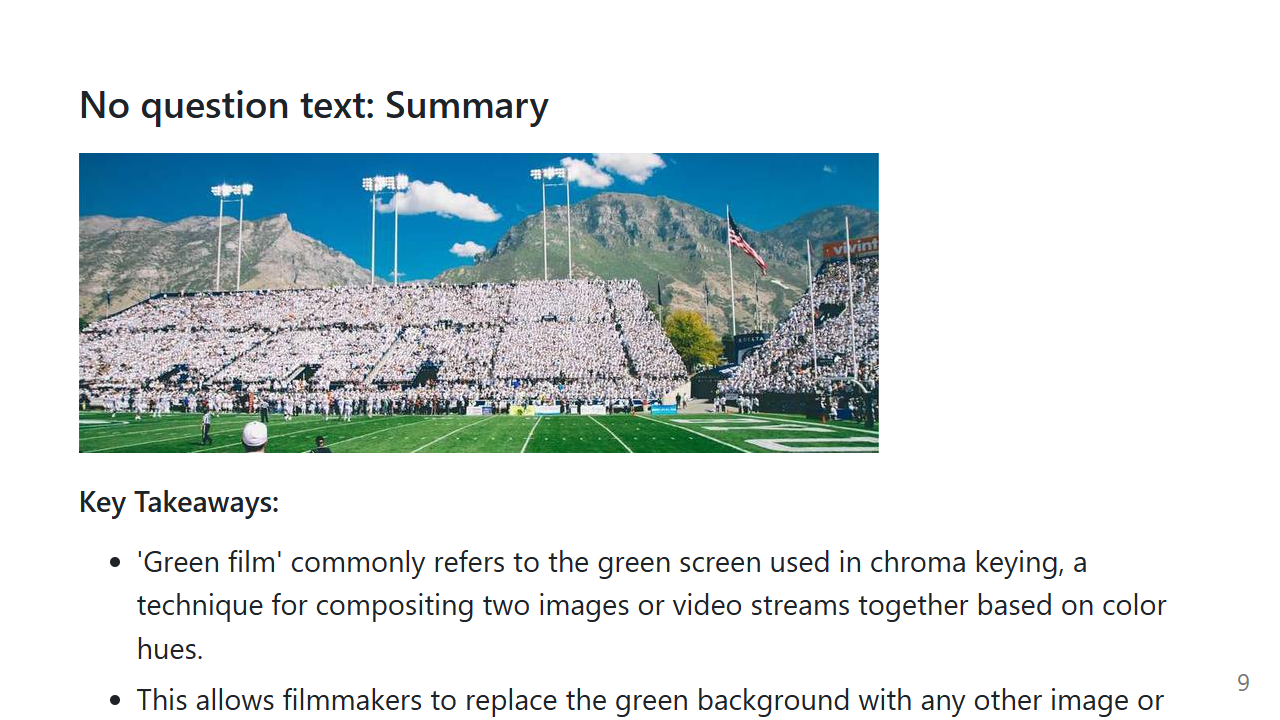 No question text: Summary
vivint
Key Takeaways:
'Green film' commonly refers to the green screen used in chroma keying, a
technique for compositing two images or video streams together based on color
hues.
This allows filmmakers to replace the green background with any other image or
9